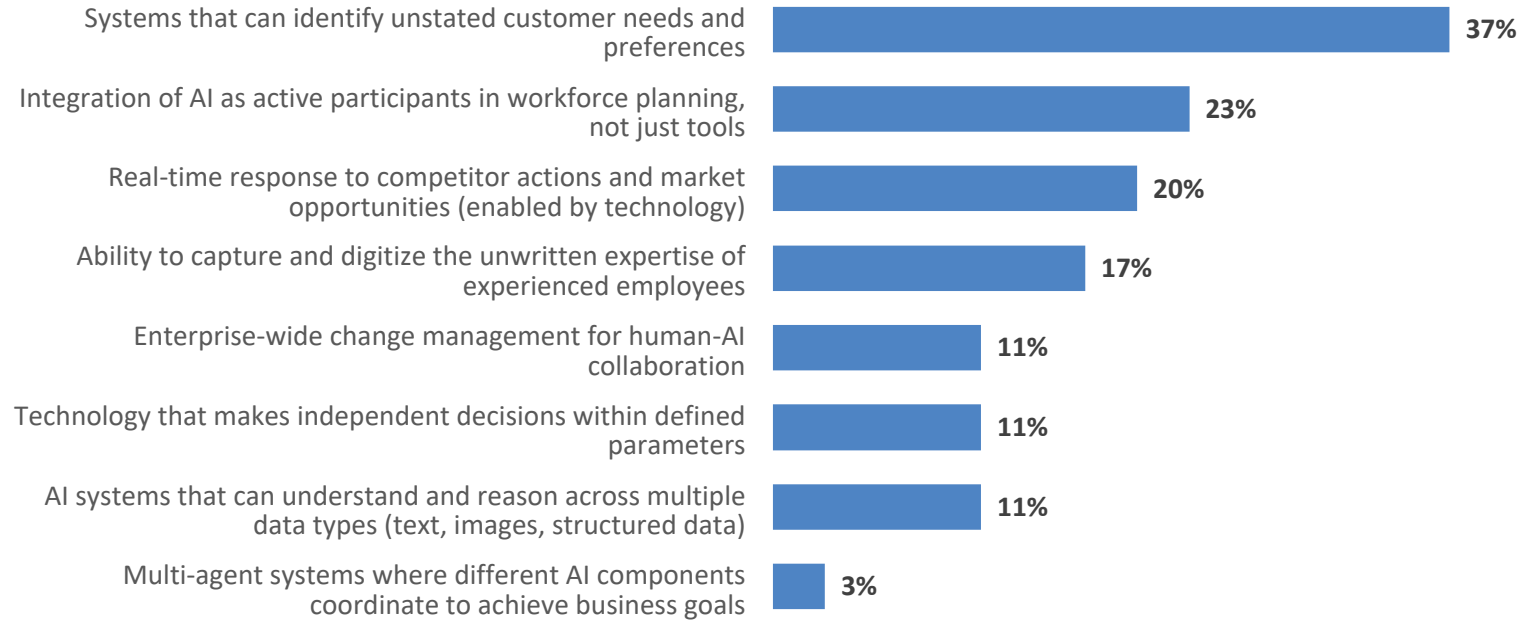 Systems that can identify unstated customer needs and
preferences
37%
Integration of AI as active participants in workforce planning,
not just tools
23%
Real-time response to competitor actions and market
opportunities (enabled by technology)
20%
Ability to capture and digitize the unwritten expertise of
experienced employees
17%
Enterprise-wide change management for human-AI
collaboration
11%
Technology that makes independent decisions within defined
parameters
11%
AI systems that can understand and reason across multiple
data types (text, images, structured data)
11%
Multi-agent systems where different AI components
coordinate to achieve business goals
3%